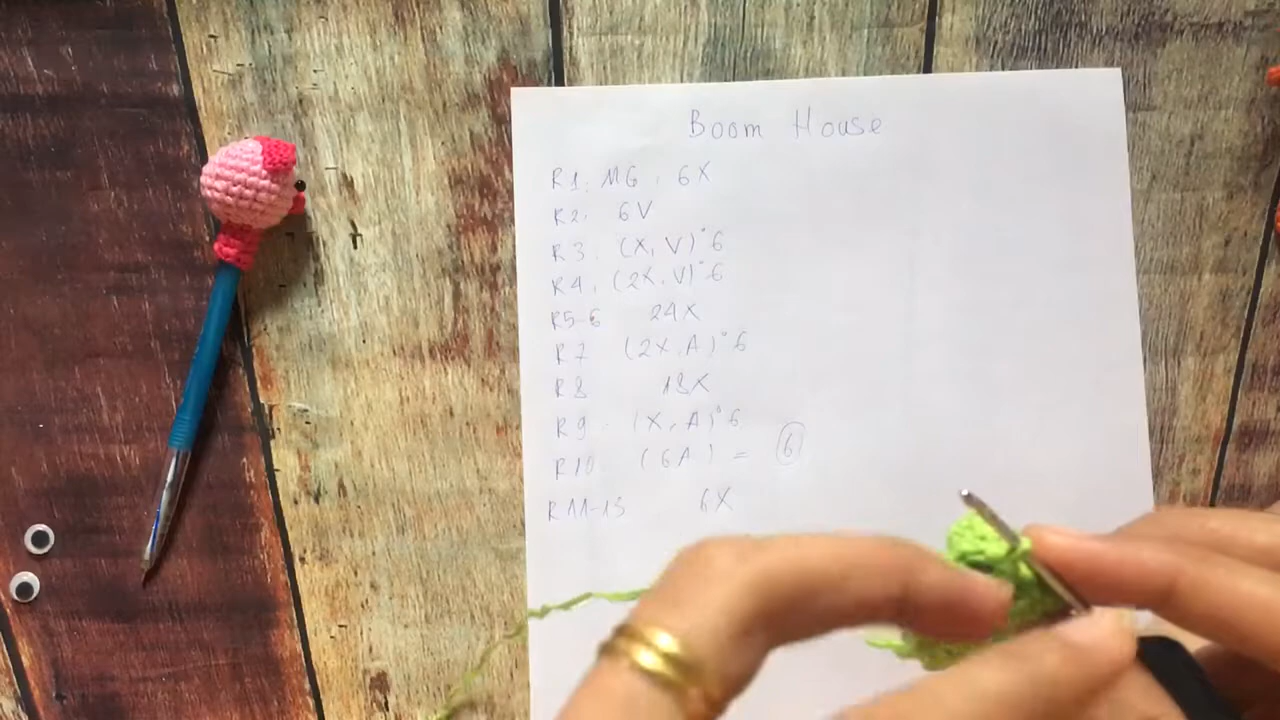 Boom House
R1: MG: 6X
R2: 6V
R3: (X, V)*6
R4: (2X, V)*6
R5-6 24X
R7 (2X, A)*6
R8 18X
R9: (X, A)*6
R10: (6A) = 6
R11-15 6X